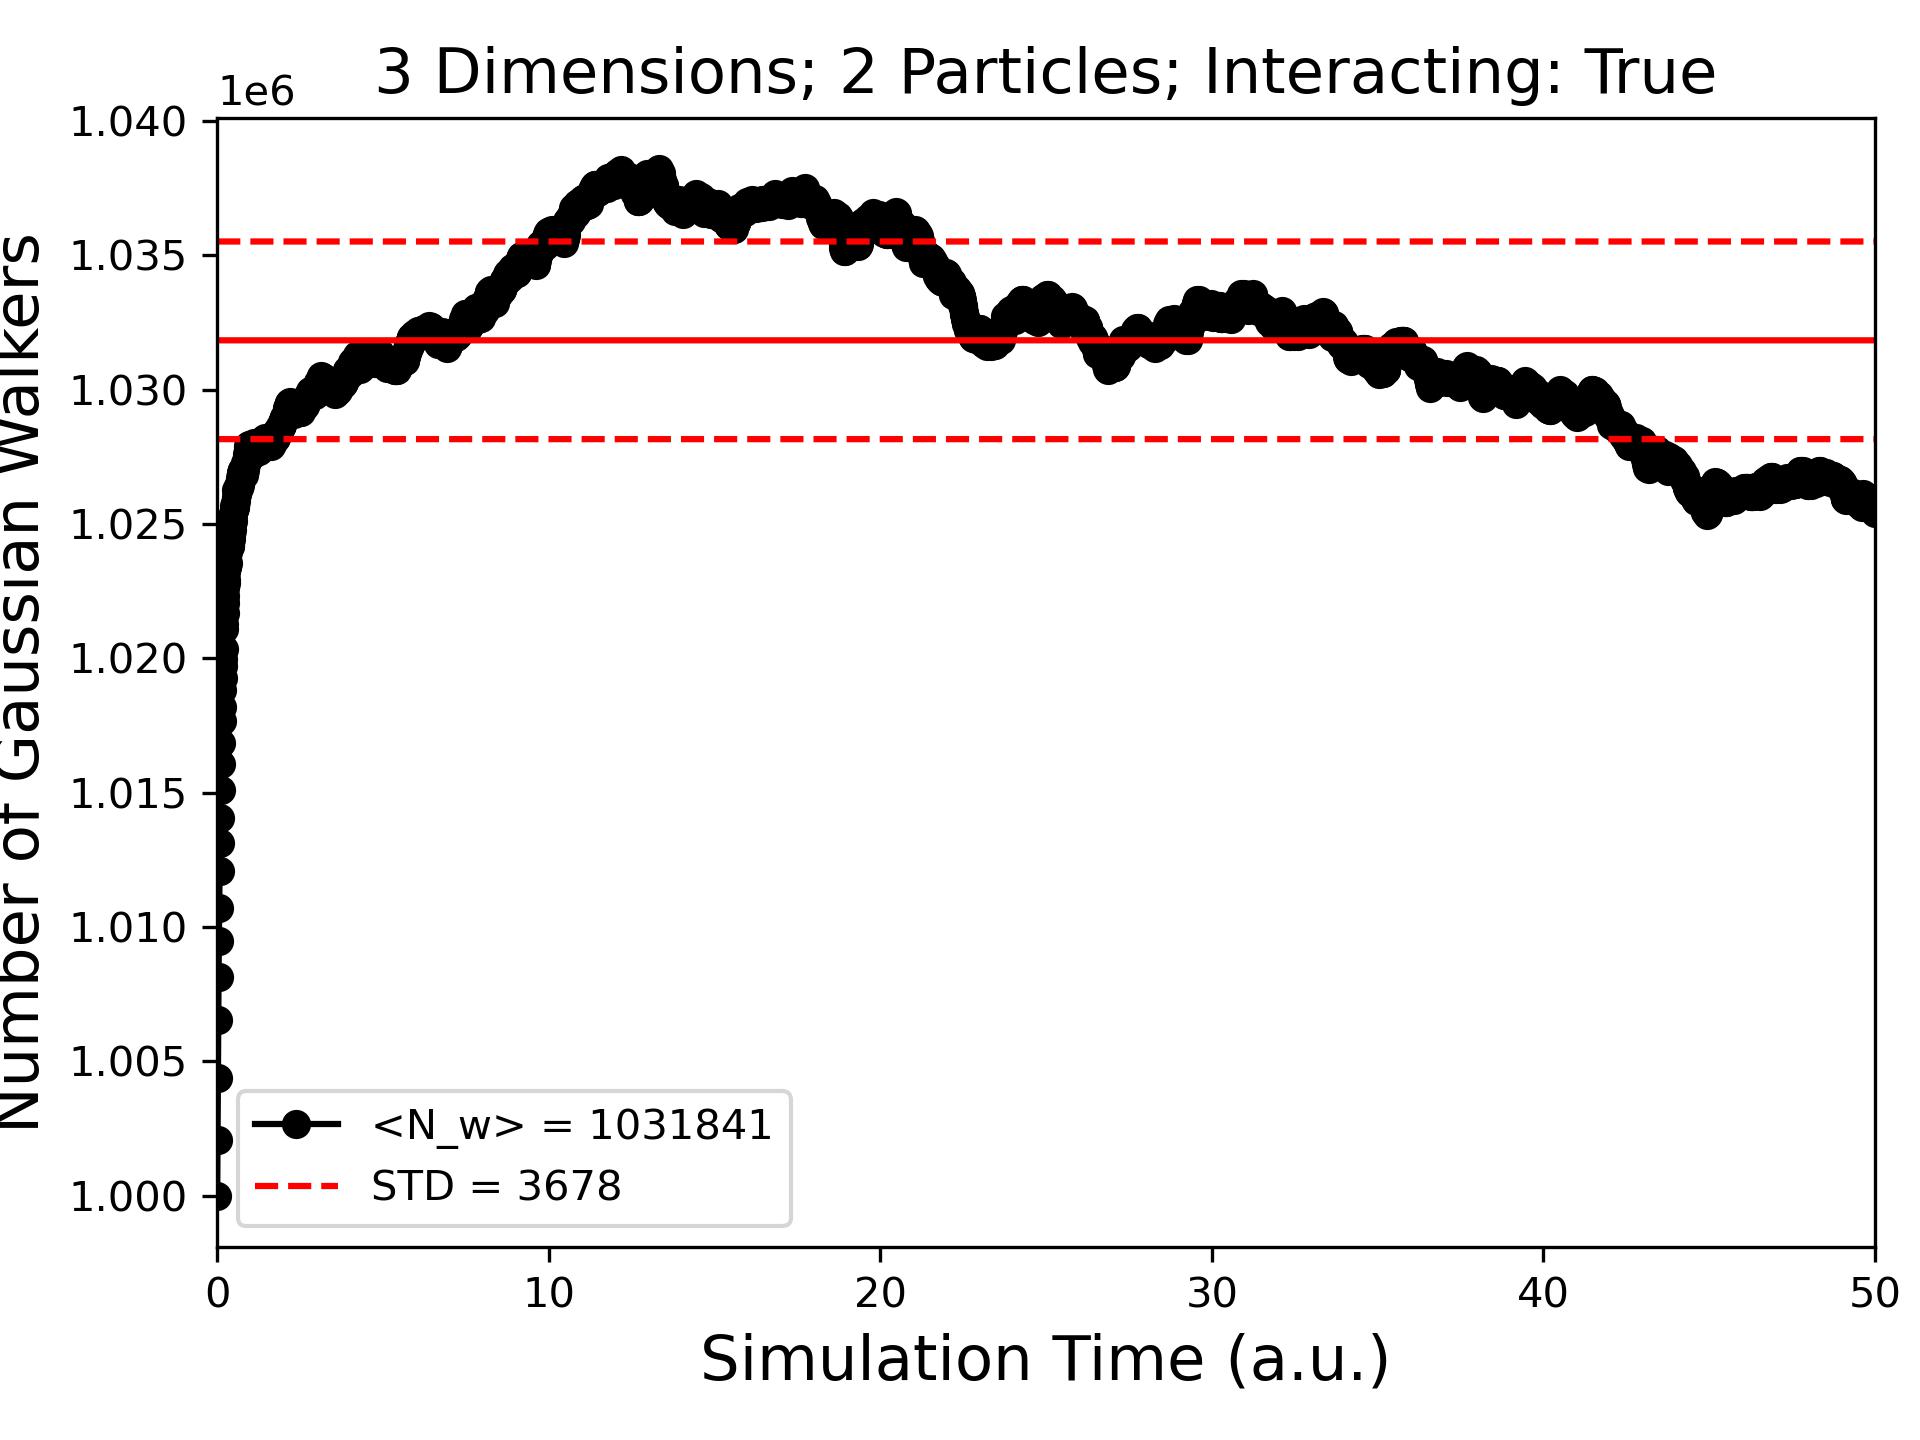 3 Dimensions; 2 Particles; Interacting: True
1e6
1.040
1.035
1.030
1.025
1.020
1.015
1.010
1.005
1.000
Number of Gaussian Walkers
<N_w> = 1031841
STD = 3678
0 10 20 30 40 50
Simulation Time (a.u.)